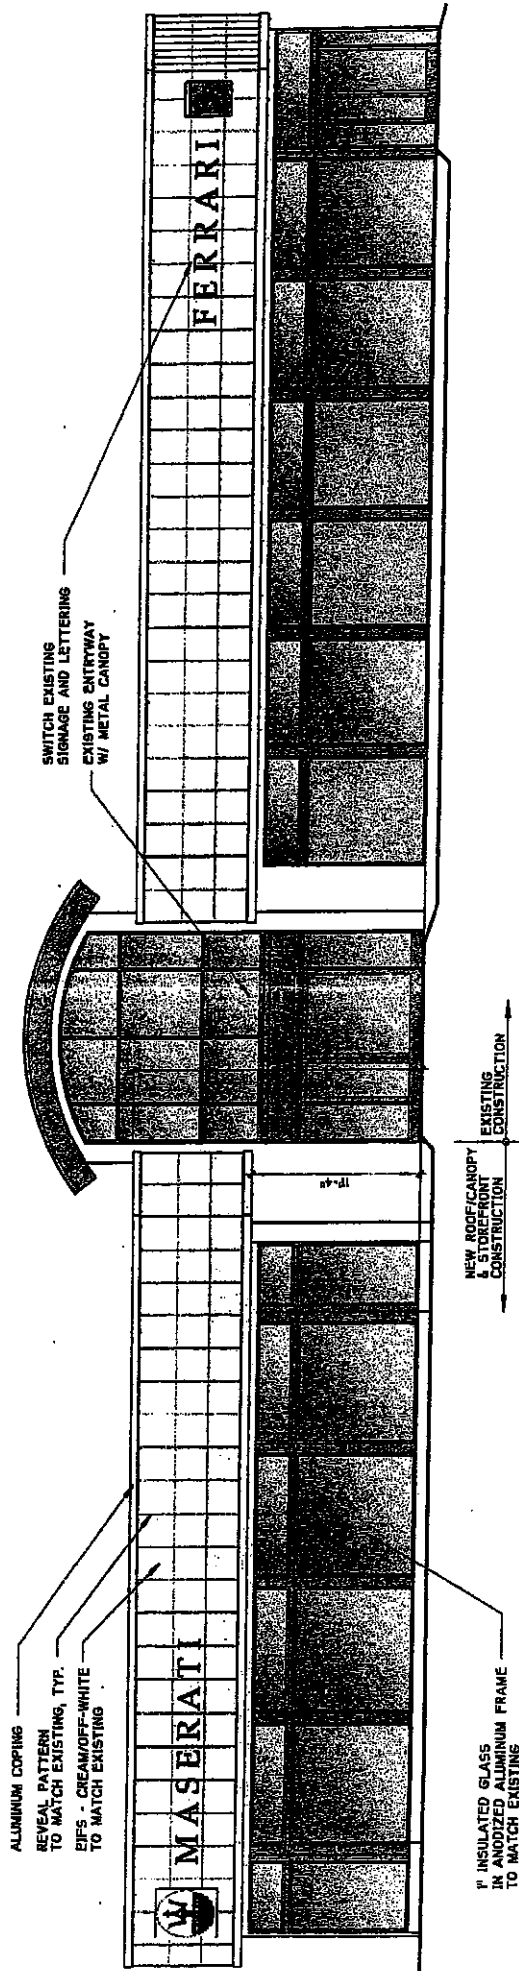 ALUMINUM COPING
REVEAL PATTERN
TO MATCH EXISTING, TYP.
EIFS - CREAM/OFF-WHITE
TO MATCH EXISTING
SWITCH EXISTING
SIGNAGE AND LETTERING
EXISTING ENTRYWAY
W/ METAL CANOPY
MASERATI
FERRARI
1" INSULATED GLASS
IN ANODIZED ALUMINUM FRAME
TO MATCH EXISTING
NEW ROOF/CANOPY
& STOREFRONT
CONSTRUCTION
EXISTING
CONSTRUCTION